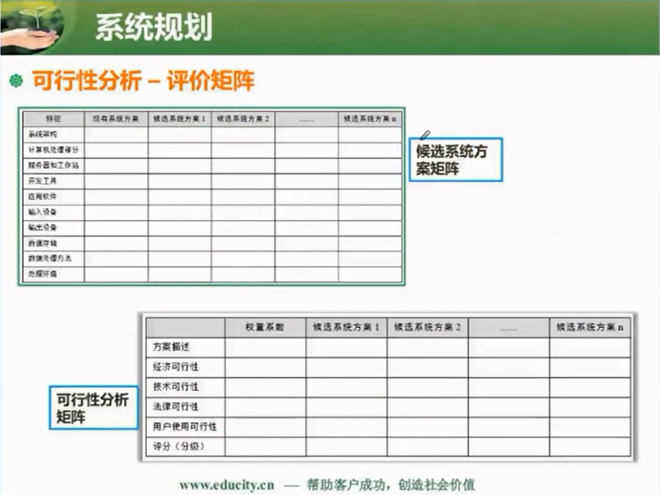 系统规划
可行性分析 – 评价矩阵
特征 现有系统方案 候选系统方案 1 候选系统方案 2 …… 候选系统方案 n
系统架构
计算机处理部分
服务器和工作站
开发工具
应用软件
输入设备
输出设备
数据存储
数据处理方法
处理环境
候选系统方
案矩阵
权重系数 候选系统方案 1 候选系统方案 2 …… 候选系统方案 n
方案描述
经济可行性
技术可行性
法律可行性
用户使用可行性
评分（分级）
可行性分析
矩阵
www.educity.cn — 帮助客户成功，创造社会价值